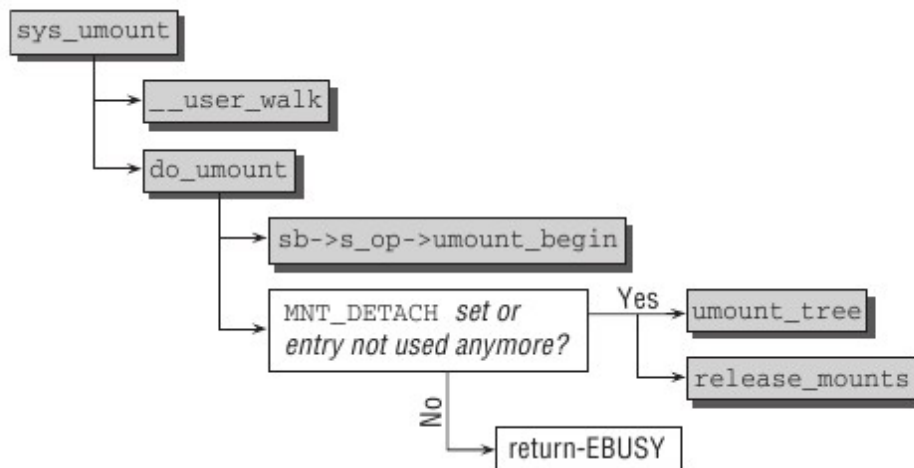 sys_umount
__user_walk
do_umount
sb->s_op->umount_begin
MNT_DETACH set or
entry not used anymore?
Yes
umount_tree
release_mounts
No
return-EBUSY